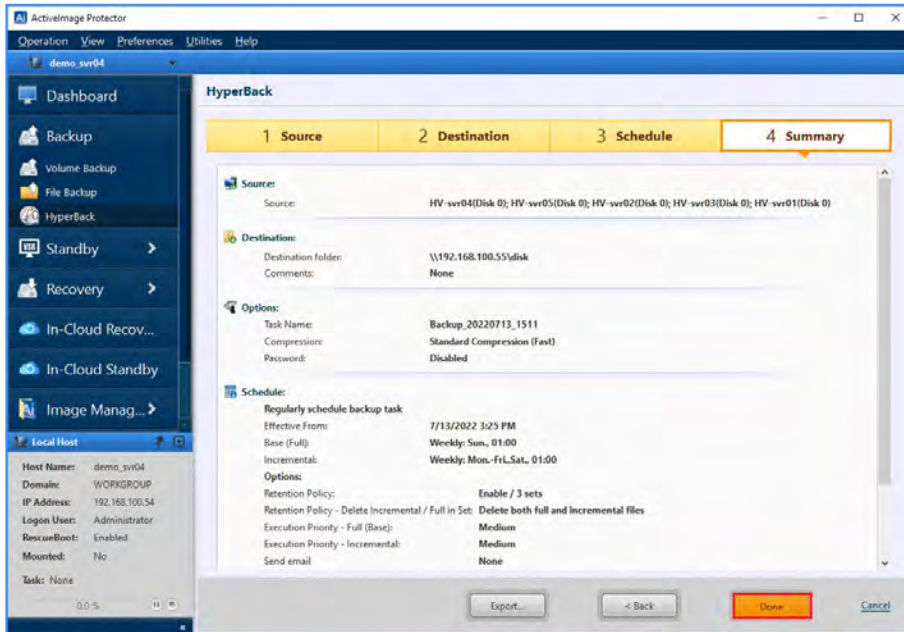 ActiveImage Protector
Operation View Preferences Utilities Help
demo_svr04
Dashboard
Backup
Volume Backup
File Backup
HyperBack
Standby
Recovery
In-Cloud Recov...
In-Cloud Standby
Image Manag...
Local Host
Host Name: demo_svr04
Domain: WORKGROUP
IP Address: 192.168.100.54
Logon User: Administrator
RescueBoot: Enabled
Mounted: No
Task: None
0.0 %
HyperBack
1 Source 2 Destination 3 Schedule 4 Summary
Source:
Source: HV-svr04(Disk 0); HV-svr05(Disk 0); HV-svr02(Disk 0); HV-svr03(Disk 0); HV-svr01(Disk 0)
Destination:
Destination folder: \\192.168.100.55\disk
Comments: None
Options:
Task Name: Backup_20220713_1511
Compression: Standard Compression (Fast)
Password: Disabled
Schedule:
Regularly schedule backup task
Effective From: 7/13/2022 3:25 PM
Base (Full): Weekly: Sun., 01:00
Incremental: Weekly: Mon.-Fri.,Sat., 01:00
Options:
Retention Policy: Enable / 3 sets
Retention Policy - Delete Incremental / Full in Set: Delete both full and incremental files
Execution Priority - Full (Base): Medium
Execution Priority - Incremental: Medium
Send email None
Export... < Back Done Cancel